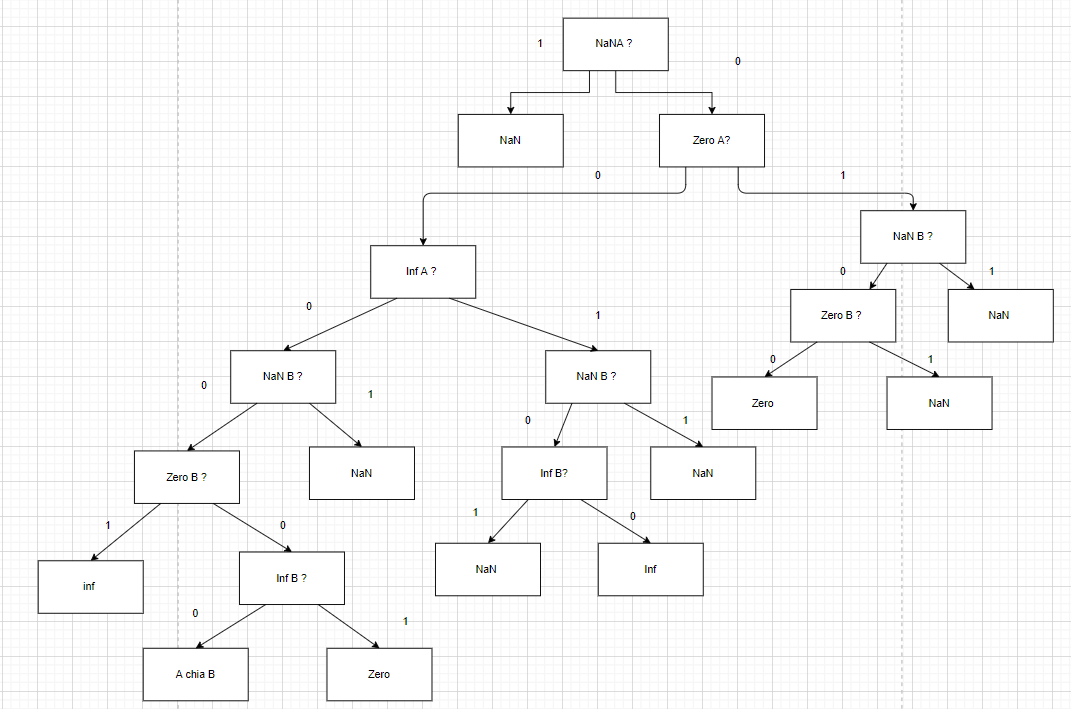 NaNA ?
1
0
NaN
Zero A?
0
1
NaN B ?
Inf A ?
0
1
0
1
Zero B ?
NaN
0
1
NaN B ?
NaN B ?
0
1
Zero
NaN
0
1
0
1
Zero B ?
NaN
Inf B?
NaN
1
0
1
0
inf
Inf B ?
NaN
Inf
0
1
A chia B
Zero